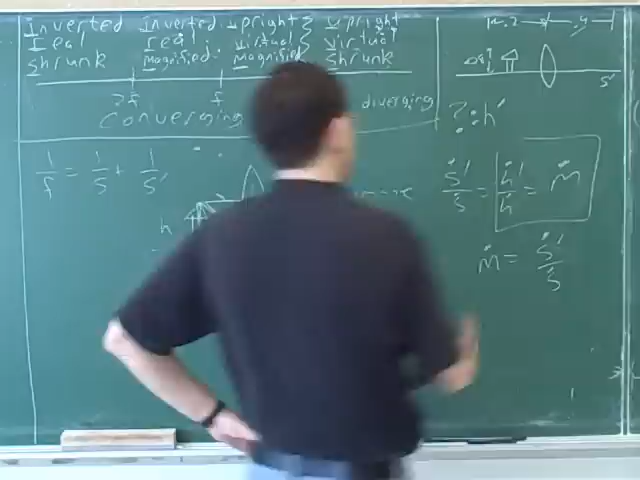 Inverted Inverted upright upright
real real virtual virtual
shrunk magnified magnified shrunk
2f f
converging diverging
1/f = 1/s + 1/s'
h
s'
?: h'
s'/s = h'/h = m
m = s'/s